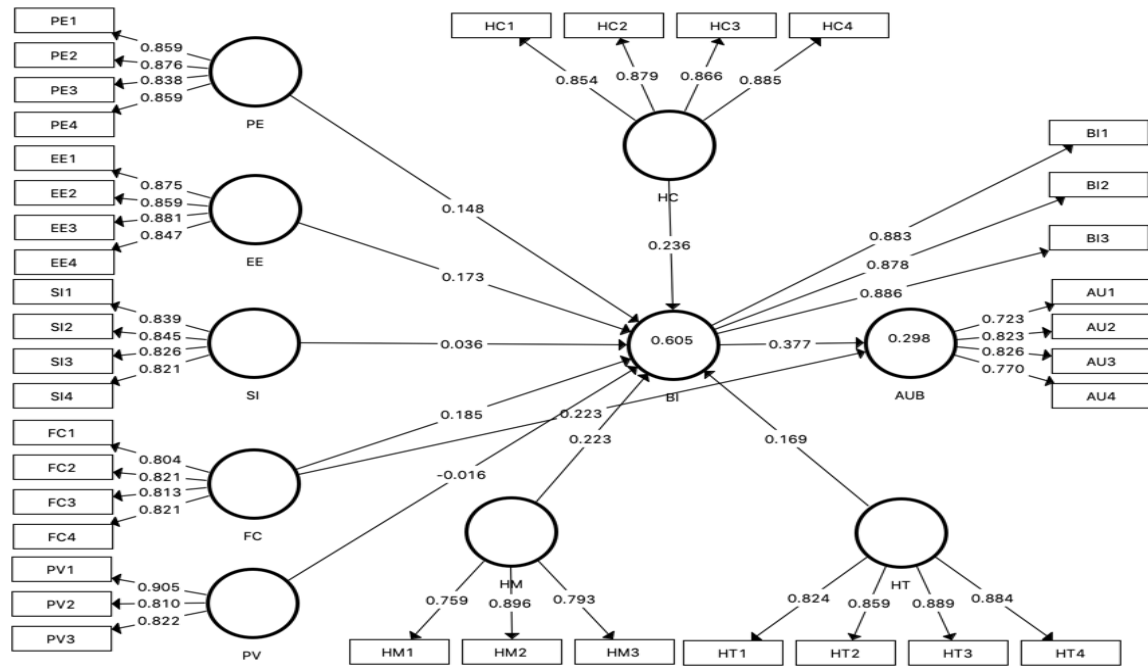 PE1
PE2
PE3
PE4
0.859
0.876
0.838
0.859
PE
EE1
EE2
EE3
EE4
0.875
0.859
0.881
0.847
EE
SI1
SI2
SI3
SI4
0.839
0.845
0.826
0.821
SI
FC1
FC2
FC3
FC4
0.804
0.821
0.813
0.821
FC
PV1
PV2
PV3
0.905
0.810
0.822
PV
HC1
HC2
HC3
HC4
0.854
0.879
0.866
0.885
HC
0.148
0.173
0.036
0.185
-0.016
0.223
0.223
0.236
0.169
0.605
BI
0.377
0.298
AUB
BI1
BI2
BI3
0.883
0.878
0.886
AU1
AU2
AU3
AU4
0.723
0.823
0.826
0.770
HM
0.759
0.896
0.793
HM1
HM2
HM3
HT
0.824
0.859
0.889
0.884
HT1
HT2
HT3
HT4